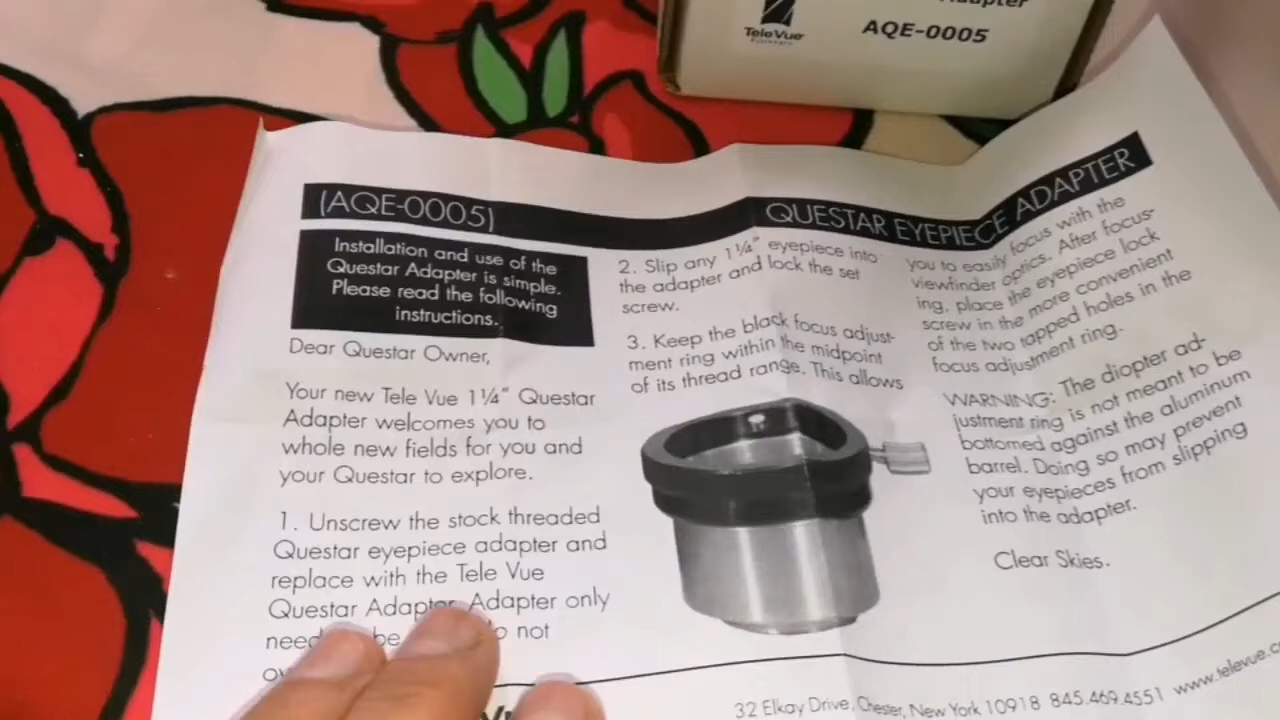 Adapter
TeleVue
AQE-0005
(AQE-0005)
QUESTAR EYEPIECE ADAPTER
Installation and use of the
Questar Adapter is simple.
Please read the following
instructions.
Dear Questar Owner,
Your new Tele Vue 1¼" Questar
Adapter welcomes you to
whole new fields for you and
your Questar to explore.
1. Unscrew the stock threaded
Questar eyepiece adapter and
replace with the Tele Vue
Questar Adapter. Adapter only
be
not
2. Slip any 1¼" eyepiece into
the adapter and lock the set
screw.
3. Keep the black focus adjust-
ment ring within the midpoint
of its thread range. This allows
you to easily focus with the
viewfinder optics. After focus-
ing, place the eyepiece lock
screw in the more convenient
of the two tapped holes in the
focus adjustment ring.
WARNING: The diopter ad-
justment ring is not meant to be
bottomed against the aluminum
barrel. Doing so may prevent
your eyepieces from slipping
into the adapter.
Clear Skies.
32 Elkay Drive, Chester, New York 10918 845.469.4551 www.televue.c